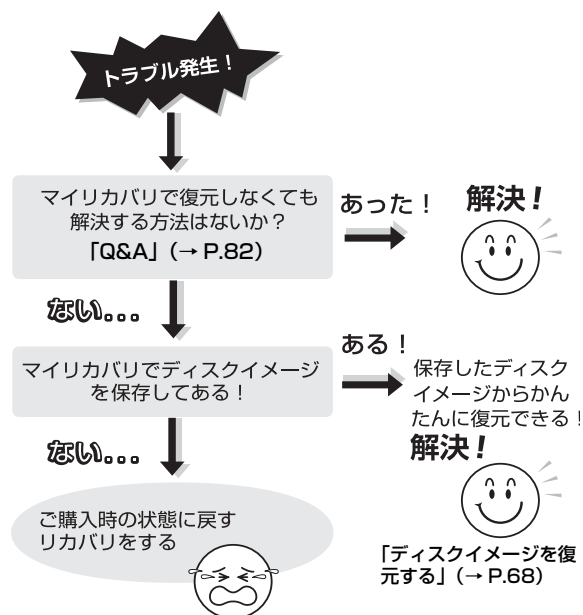 トラブル発生！
マイリカバリで復元しなくても
解決する方法はないか？
「Q&A」（→ P.82）
あった！
解決！
ない...
マイリカバリでディスクイメージ
を保存してある！
ある！
保存したディスク
イメージからかん
たんに復元できる！
解決！
「ディスクイメージを復
元する」（→ P.68）
ない...
ご購入時の状態に戻す
リカバリをする